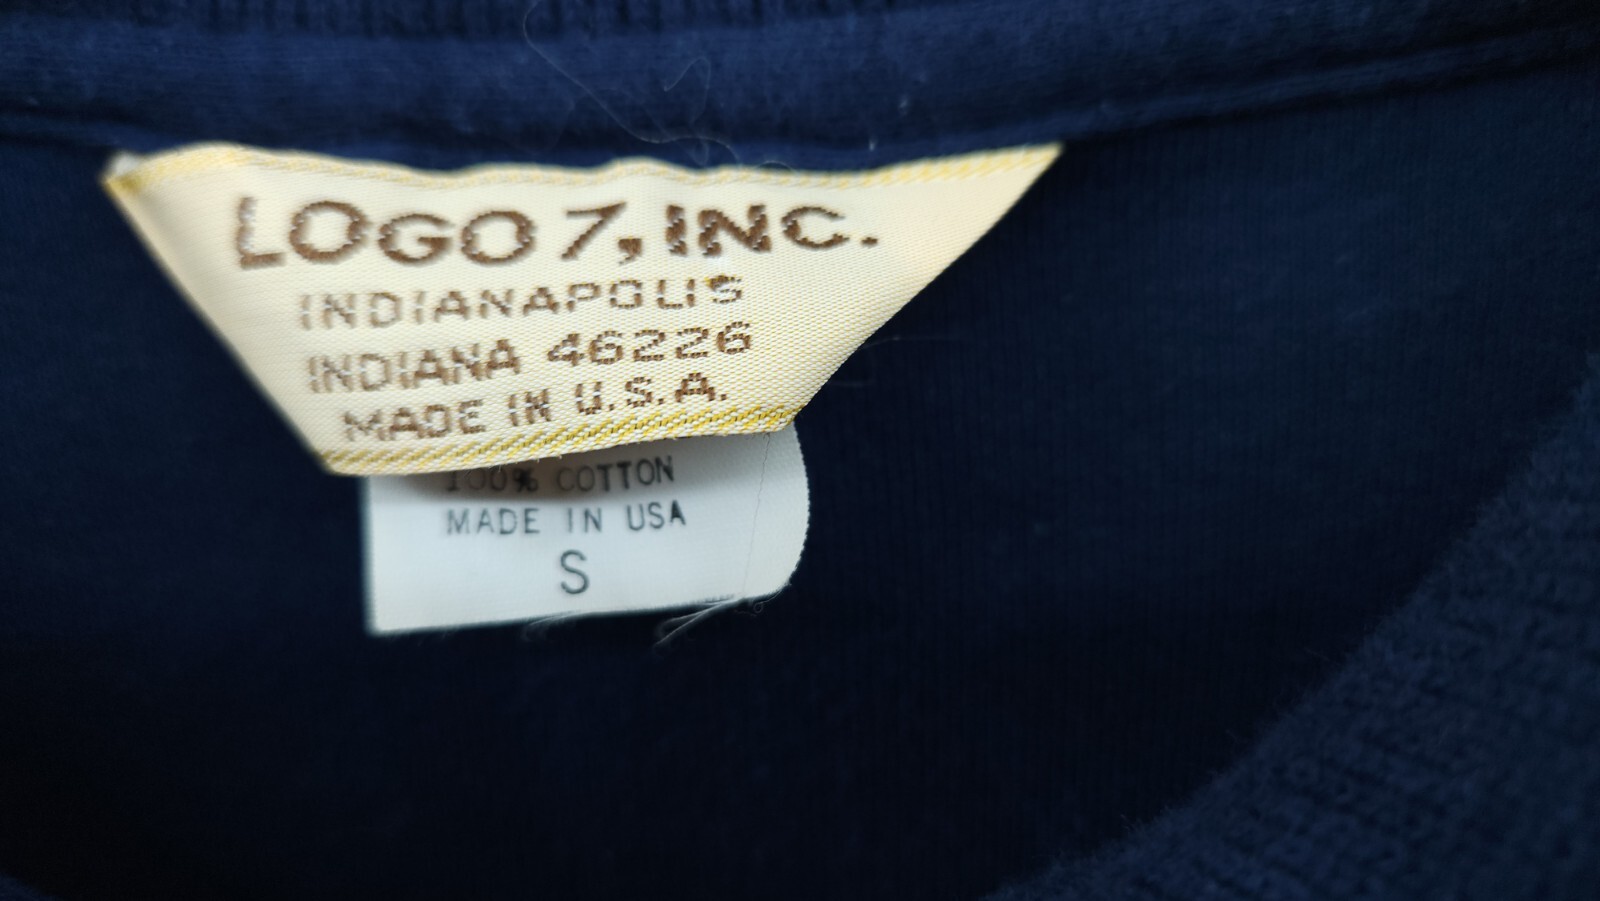 LOGO 7, INC.
INDIANAPOLIS
INDIANA 46226
MADE IN U.S.A.
100% COTTON
MADE IN USA
S